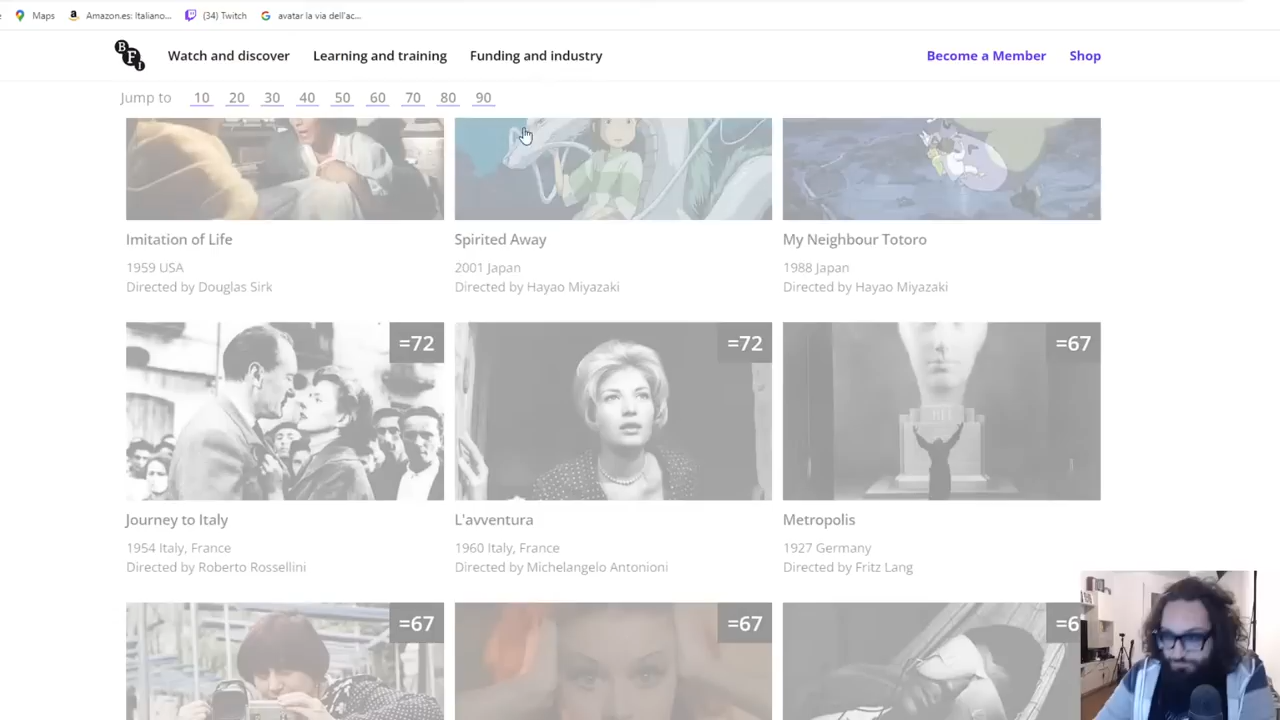 Maps
Amazon.es: Italiano...
(34) Twitch
avatar la via dell'ac...
BFI
Watch and discover
Learning and training
Funding and industry
Become a Member
Shop
Jump to 10 20 30 40 50 60 70 80 90
Imitation of Life
1959 USA
Directed by Douglas Sirk
Spirited Away
2001 Japan
Directed by Hayao Miyazaki
My Neighbour Totoro
1988 Japan
Directed by Hayao Miyazaki
=72
Journey to Italy
1954 Italy, France
Directed by Roberto Rossellini
=72
L'avventura
1960 Italy, France
Directed by Michelangelo Antonioni
=67
Metropolis
1927 Germany
Directed by Fritz Lang
=67
=67
=6